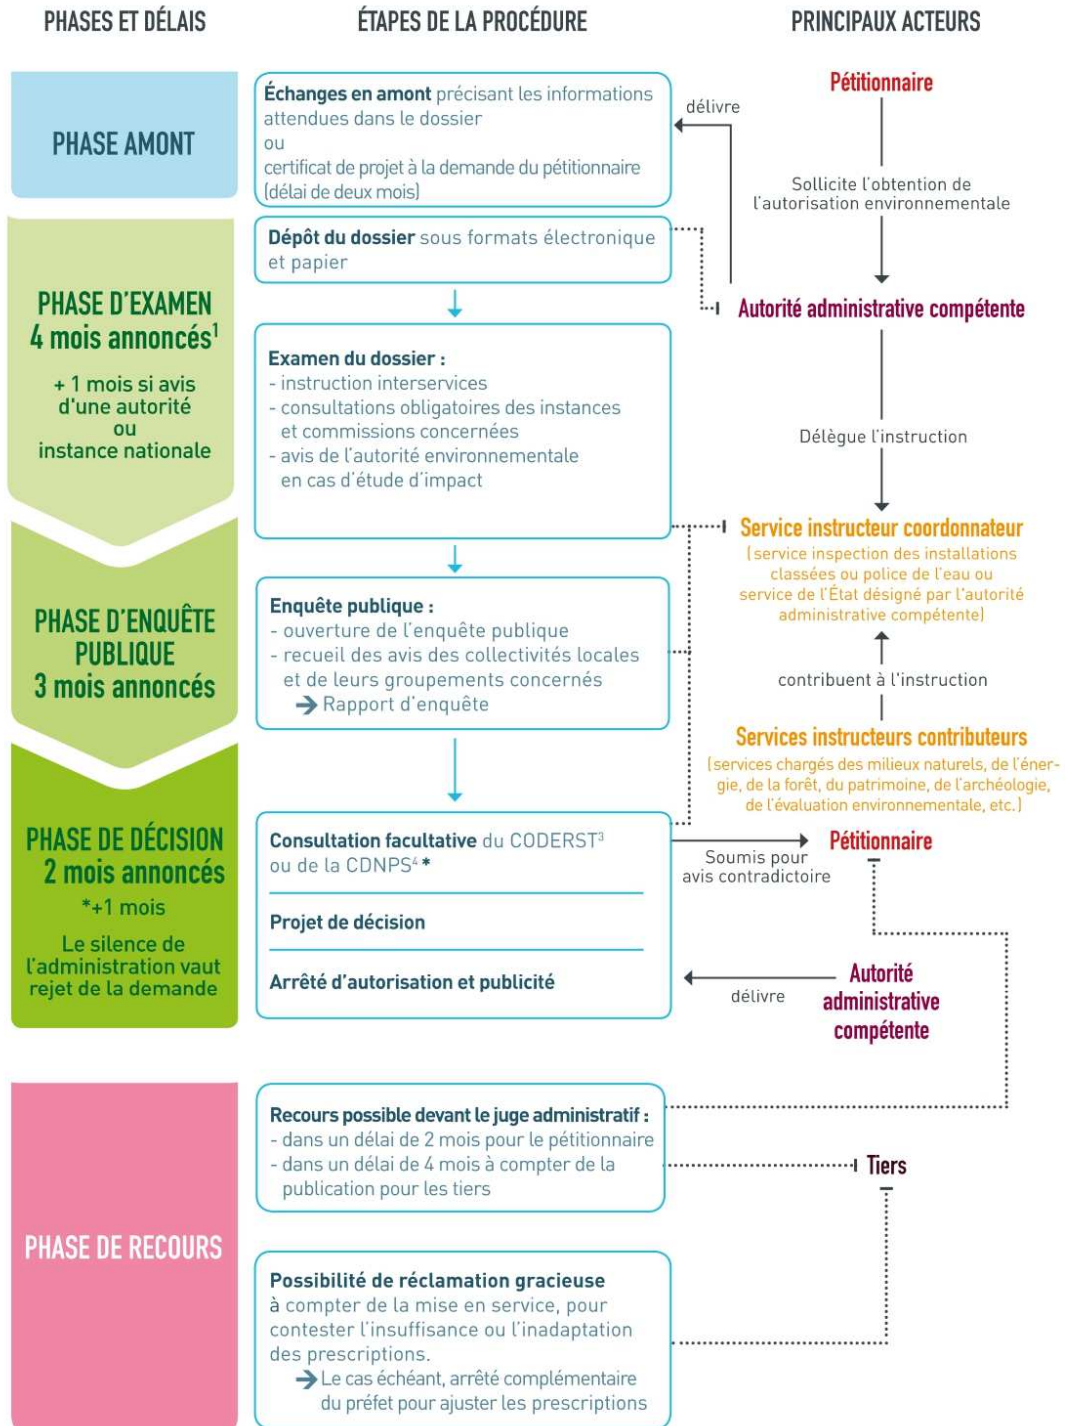 PHASES ET DÉLAIS
ÉTAPES DE LA PROCÉDURE
PRINCIPAUX ACTEURS
PHASE AMONT
Échanges en amont précisant les informations
attendues dans le dossier
ou
certificat de projet à la demande du pétitionnaire
(délai de deux mois)
délivre
Pétitionnaire
Sollicite l'obtention de
l'autorisation environnementale
PHASE D'EXAMEN
4 mois annoncés¹
+ 1 mois si avis
d'une autorité
ou
instance nationale
Dépôt du dossier sous formats électronique
et papier
Autorité administrative compétente
Examen du dossier :
- instruction interservices
- consultations obligatoires des instances
et commissions concernées
- avis de l'autorité environnementale
en cas d'étude d'impact
Délègue l'instruction
Service instructeur coordonnateur
(service inspection des installations
classées ou police de l'eau ou
service de l'État désigné par l'autorité
administrative compétente)
PHASE D'ENQUÊTE
PUBLIQUE
3 mois annoncés
Enquête publique :
- ouverture de l'enquête publique
- recueil des avis des collectivités locales
et de leurs groupements concernés
→ Rapport d'enquête
contribuent à l'instruction
Services instructeurs contributeurs
(services chargés des milieux naturels, de l'éner-
gie, de la forêt, du patrimoine, de l'archéologie,
de l'évaluation environnementale, etc.)
PHASE DE DÉCISION
2 mois annoncés
*+1 mois
Le silence de
l'administration vaut
rejet de la demande
Consultation facultative du CODERST³
ou de la CDNPS⁴ *
Projet de décision
Arrêté d'autorisation et publicité
Soumis pour
avis contradictoire
Pétitionnaire
délivre
Autorité
administrative
compétente
PHASE DE RECOURS
Recours possible devant le juge administratif :
- dans un délai de 2 mois pour le pétitionnaire
- dans un délai de 4 mois à compter de la
publication pour les tiers
Tiers
Possibilité de réclamation gracieuse
à compter de la mise en service, pour
contester l'insuffisance ou l'inadaptation
des prescriptions.
→ Le cas échéant, arrêté complémentaire
du préfet pour ajuster les prescriptions